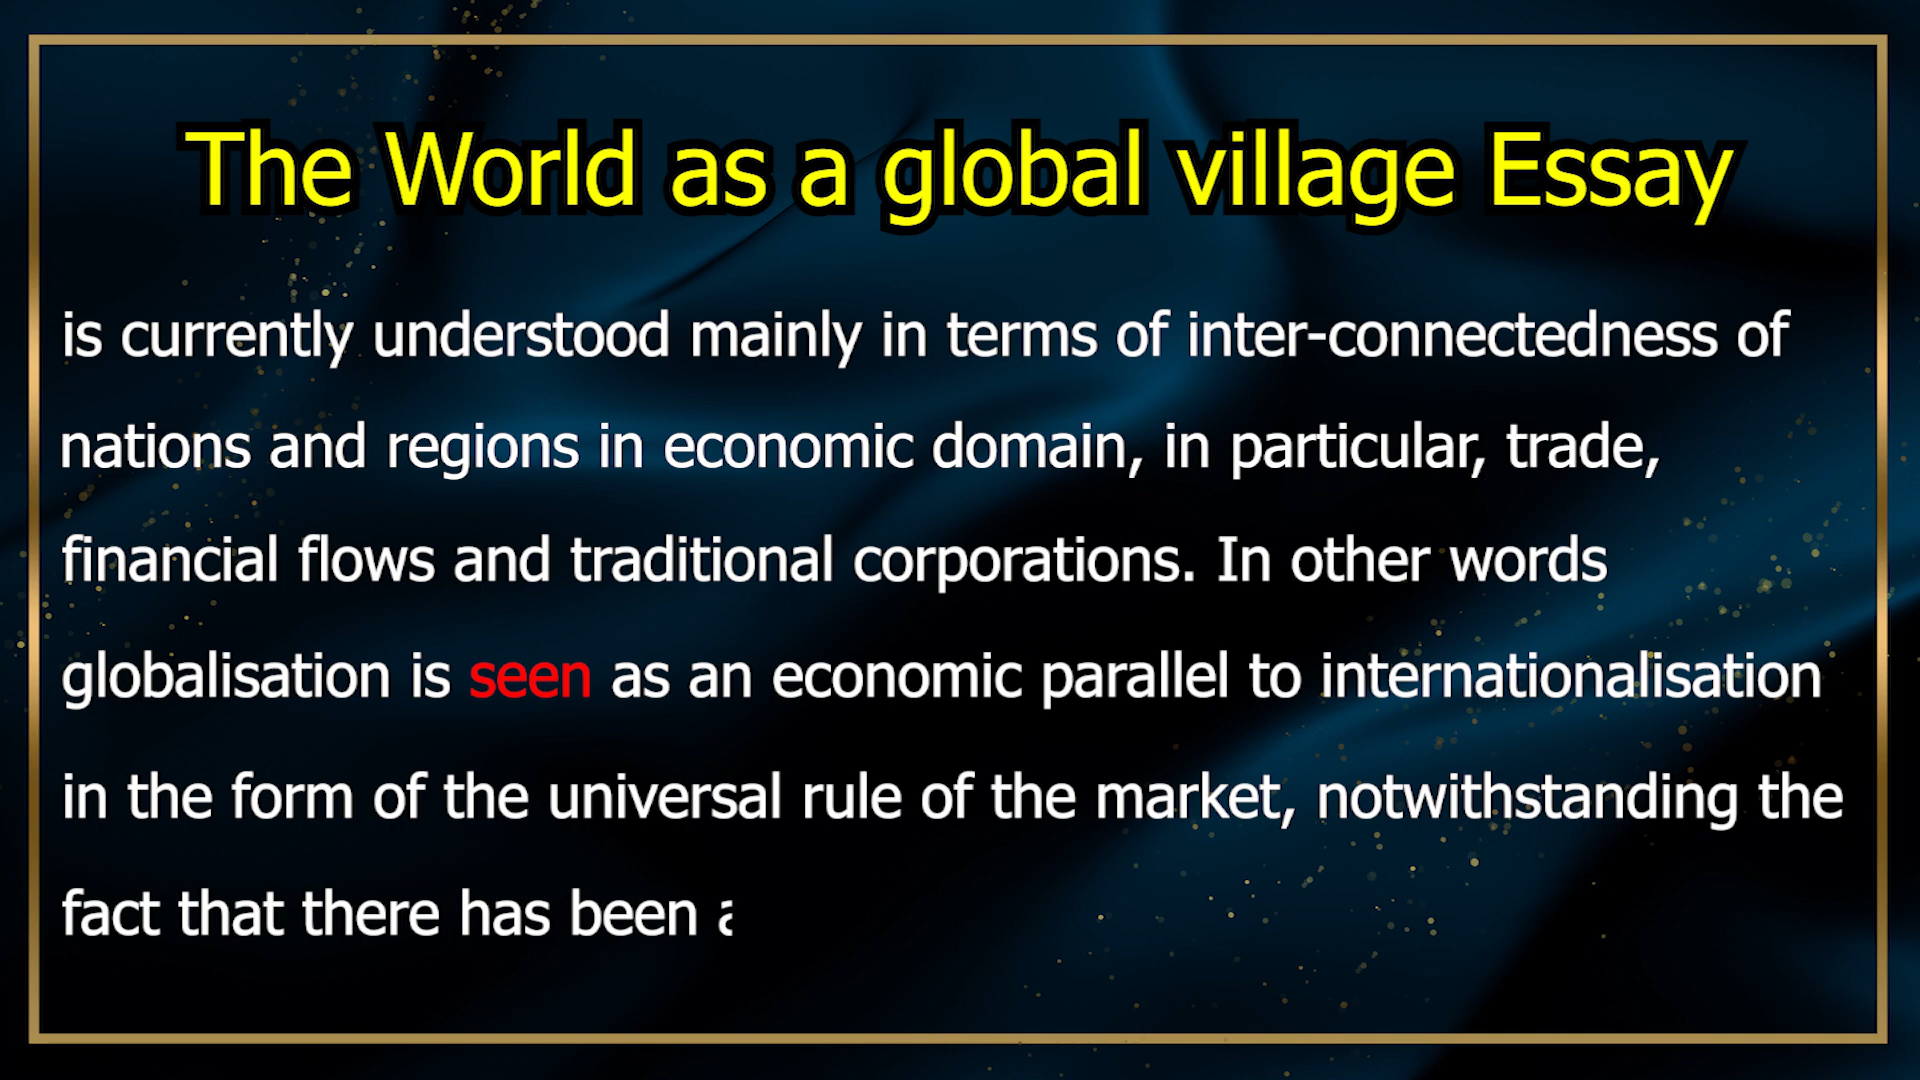 The World as a global village Essay
is currently understood mainly in terms of inter-connectedness of
nations and regions in economic domain, in particular, trade,
financial flows and traditional corporations. In other words
globalisation is seen as an economic parallel to internationalisation
in the form of the universal rule of the market, notwithstanding the
fact that there has been